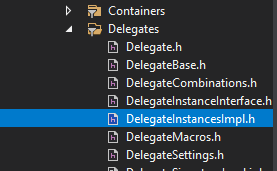 Containers
Delegates
Delegate.h
DelegateBase.h
DelegateCombinations.h
DelegateInstanceInterface.h
DelegateInstancesImpl.h
DelegateMacros.h
DelegateSettings.h